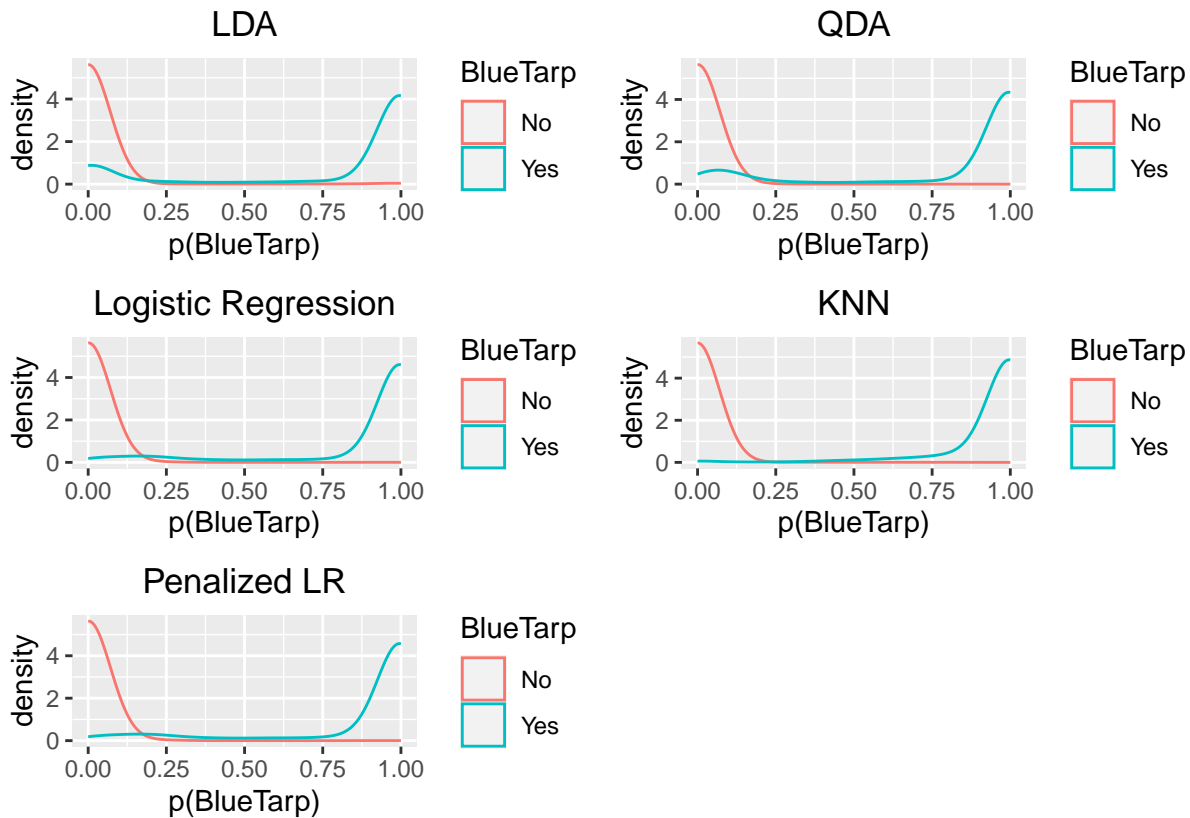 LDA
density
4
2
0
0.00 0.25 0.50 0.75 1.00
p(BlueTarp)
BlueTarp
No
Yes
QDA
density
4
2
0
0.00 0.25 0.50 0.75 1.00
p(BlueTarp)
BlueTarp
No
Yes
Logistic Regression
density
4
2
0
0.00 0.25 0.50 0.75 1.00
p(BlueTarp)
BlueTarp
No
Yes
KNN
density
4
2
0
0.00 0.25 0.50 0.75 1.00
p(BlueTarp)
BlueTarp
No
Yes
Penalized LR
density
4
2
0
0.00 0.25 0.50 0.75 1.00
p(BlueTarp)
BlueTarp
No
Yes